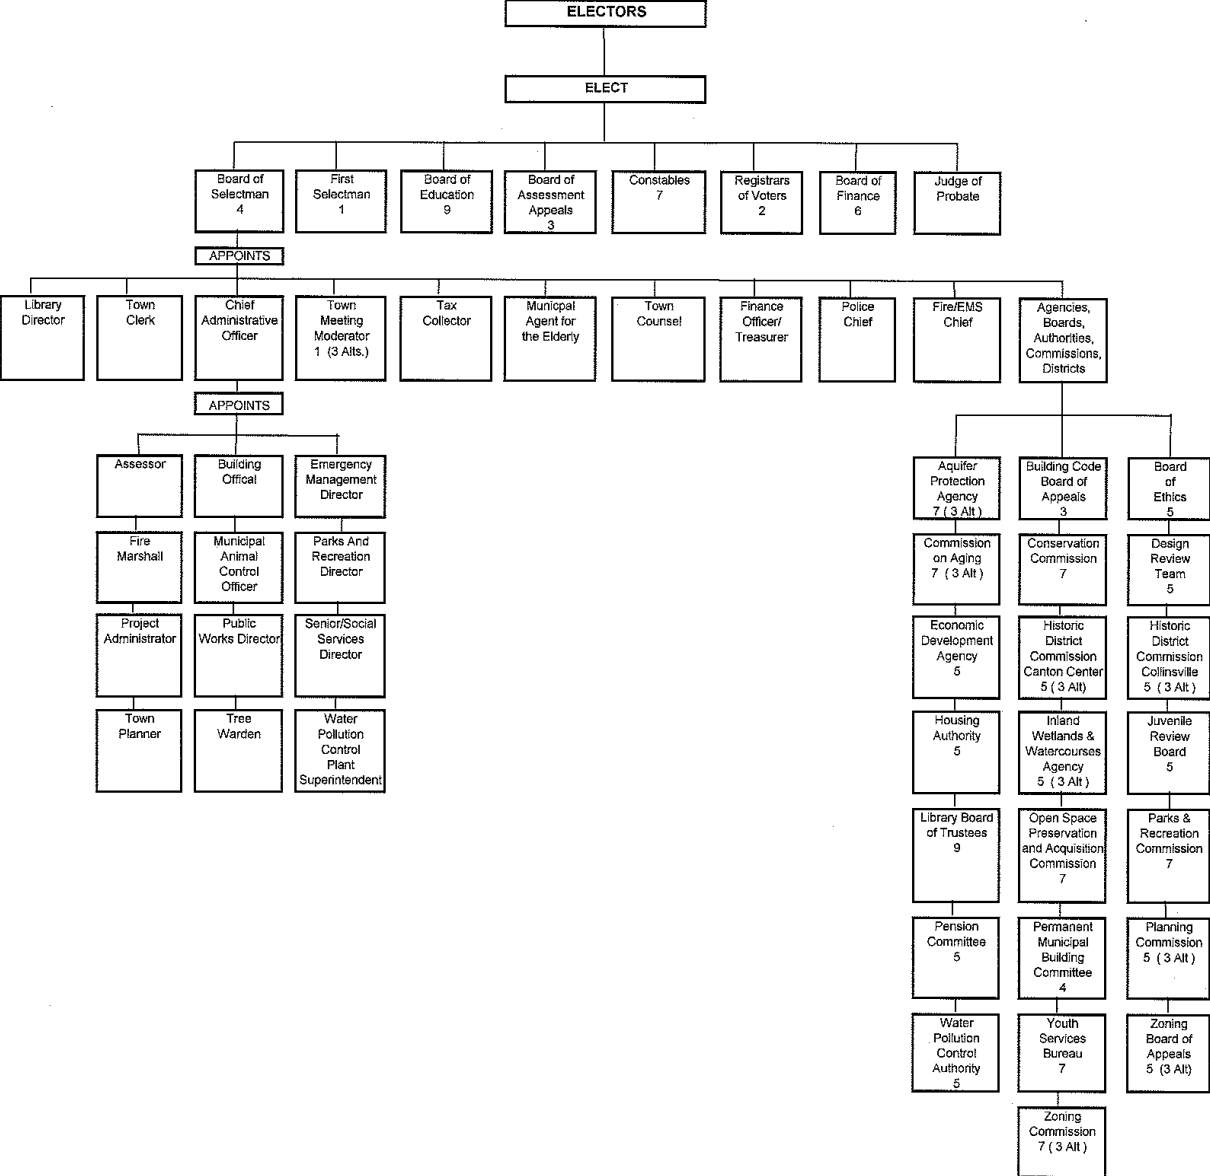 ELECTORS
ELECT
Board of
Selectman
4
First
Selectman
1
Board of
Education
9
Board of
Assessment
Appeals
3
Constables
7
Registrars
of Voters
2
Board of
Finance
6
Judge of
Probate
APPOINTS
Library
Director
Town
Clerk
Chief
Administrative
Officer
Town
Meeting
Moderator
1 (3 Alts.)
Tax
Collector
Municpal
Agent for
the Elderly
Town
Counsel
Finance
Officer/
Treasurer
Police
Chief
Fire/EMS
Chief
Agencies,
Boards,
Authorities,
Commissions,
Districts
APPOINTS
Assessor
Building
Offical
Emergency
Management
Director
Fire
Marshall
Municipal
Animal
Control
Officer
Parks And
Recreation
Director
Project
Administrator
Public
Works Director
Senior/Social
Services
Director
Town
Planner
Tree
Warden
Water
Pollution
Control
Plant
Superintendent
Aquifer
Protection
Agency
7 ( 3 Alt )
Building Code
Board of
Appeals
3
Board
of
Ethics
5
Commission
on Aging
7 ( 3 Alt )
Conservation
Commission
7
Design
Review
Team
5
Economic
Development
Agency
5
Historic
District
Commission
Canton Center
5 ( 3 Alt)
Historic
District
Commission
Collinsville
5 ( 3 Alt )
Housing
Authority
5
Inland
Wetlands &
Watercourses
Agency
5 ( 3 Alt )
Juvenile
Review
Board
5
Library Board
of Trustees
9
Open Space
Preservation
and Acquisition
Commission
7
Parks &
Recreation
Commission
7
Pension
Committee
5
Permanent
Municipal
Building
Committee
4
Planning
Commission
5 ( 3 Alt )
Water
Pollution
Control
Authority
5
Youth
Services
Bureau
7
Zoning
Board of
Appeals
5 (3 Alt)
Zoning
Commission
7 ( 3 Alt )